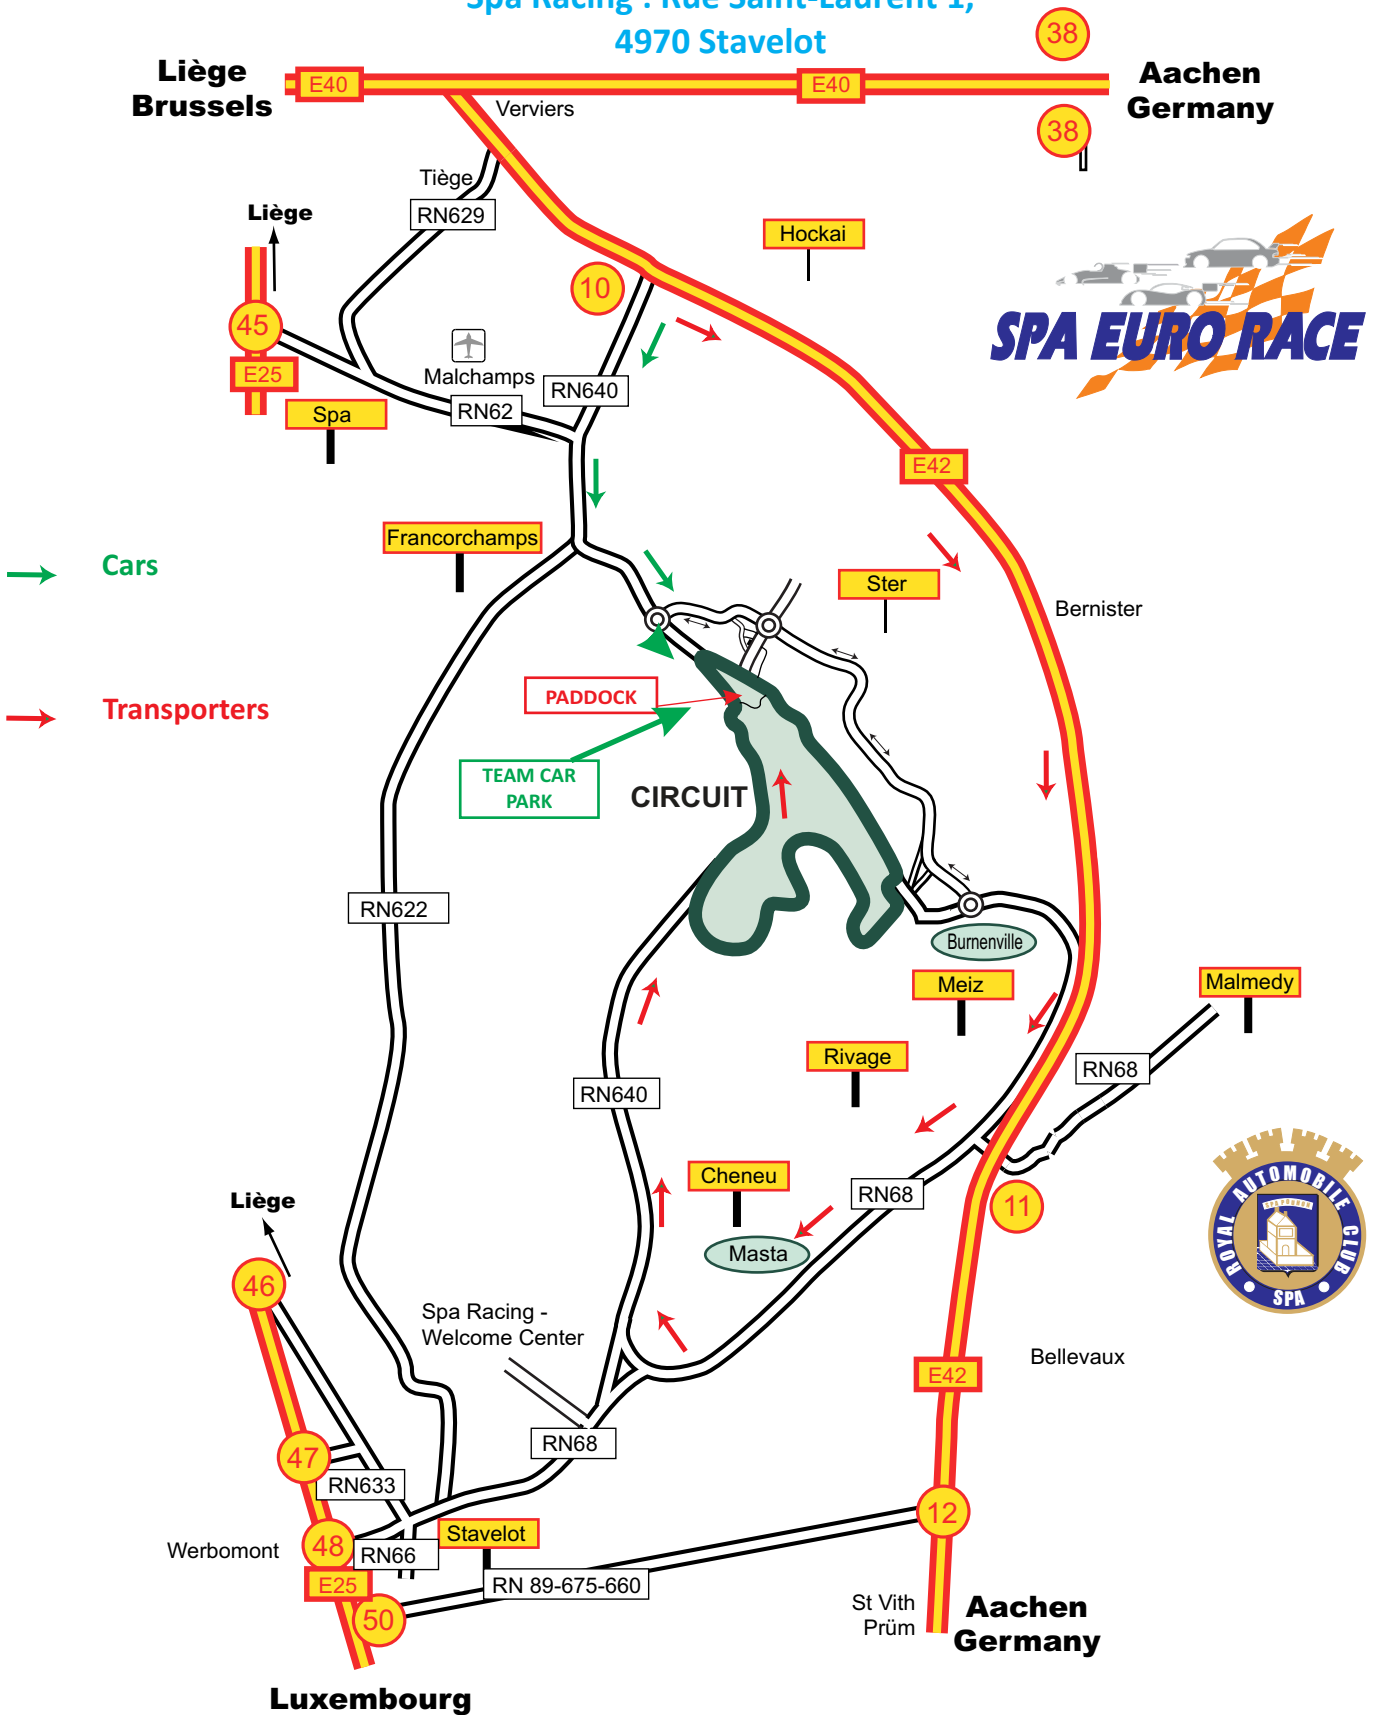 Spa Racing : Rue Saint-Laurent 1,
4970 Stavelot
38
Liège
Brussels
E40
E40
Aachen
Germany
Verviers
38
Tiège
RN629
Liège
Hockai
10
45
SPA EURO RACE
E25
Malchamps
RN640
RN62
Spa
E42
Francorchamps
Cars
Ster
Bernister
PADDOCK
Transporters
TEAM CAR
PARK
CIRCUIT
RN622
Burnenville
Meiz
Malmedy
Rivage
RN68
RN640
Cheneu
RN68
11
Liège
Masta
ROYAL AUTOMOBILE CLUB
SPA
46
Spa Racing -
Welcome Center
Bellevaux
E42
RN68
47
RN633
12
Stavelot
48
Werbomont
RN66
E25
RN 89-675-660
50
St Vith
Prüm
Aachen
Germany
Luxembourg